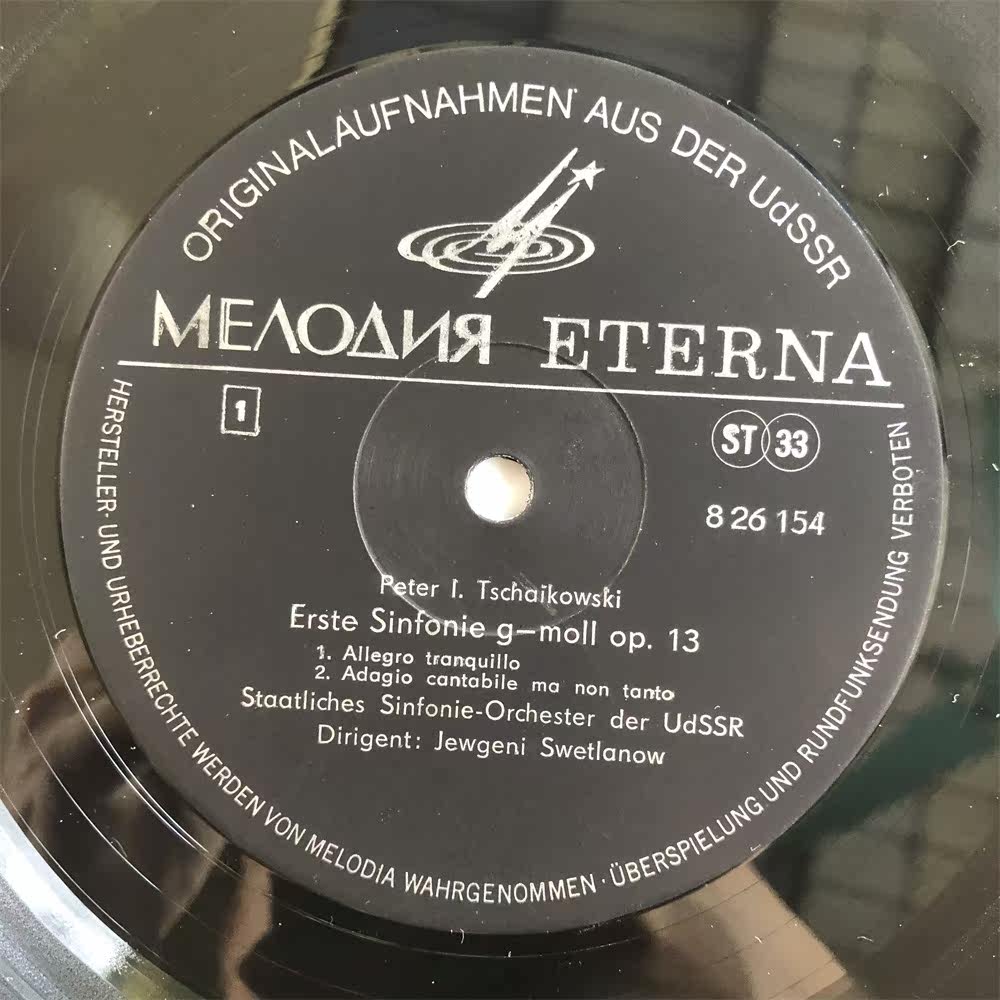 ORIGINALAUFNAHMEN AUS DER UdSSR
МЕЛОДИЯ ETERNA
1
ST 33
8 26 154
Peter I. Tschaikowski
Erste Sinfonie g-moll op. 13
1. Allegro tranquillo
2. Adagio cantabile ma non tanto
Staatliches Sinfonie-Orchester der UdSSR
Dirigent: Jewgeni Swetlanow
HERSTELLER- UND URHEBERRECHTE WERDEN VON MELODIA WAHRGENOMMEN · ÜBERSPIELUNG UND RUNDFUNKSENDUNG VERBOTEN